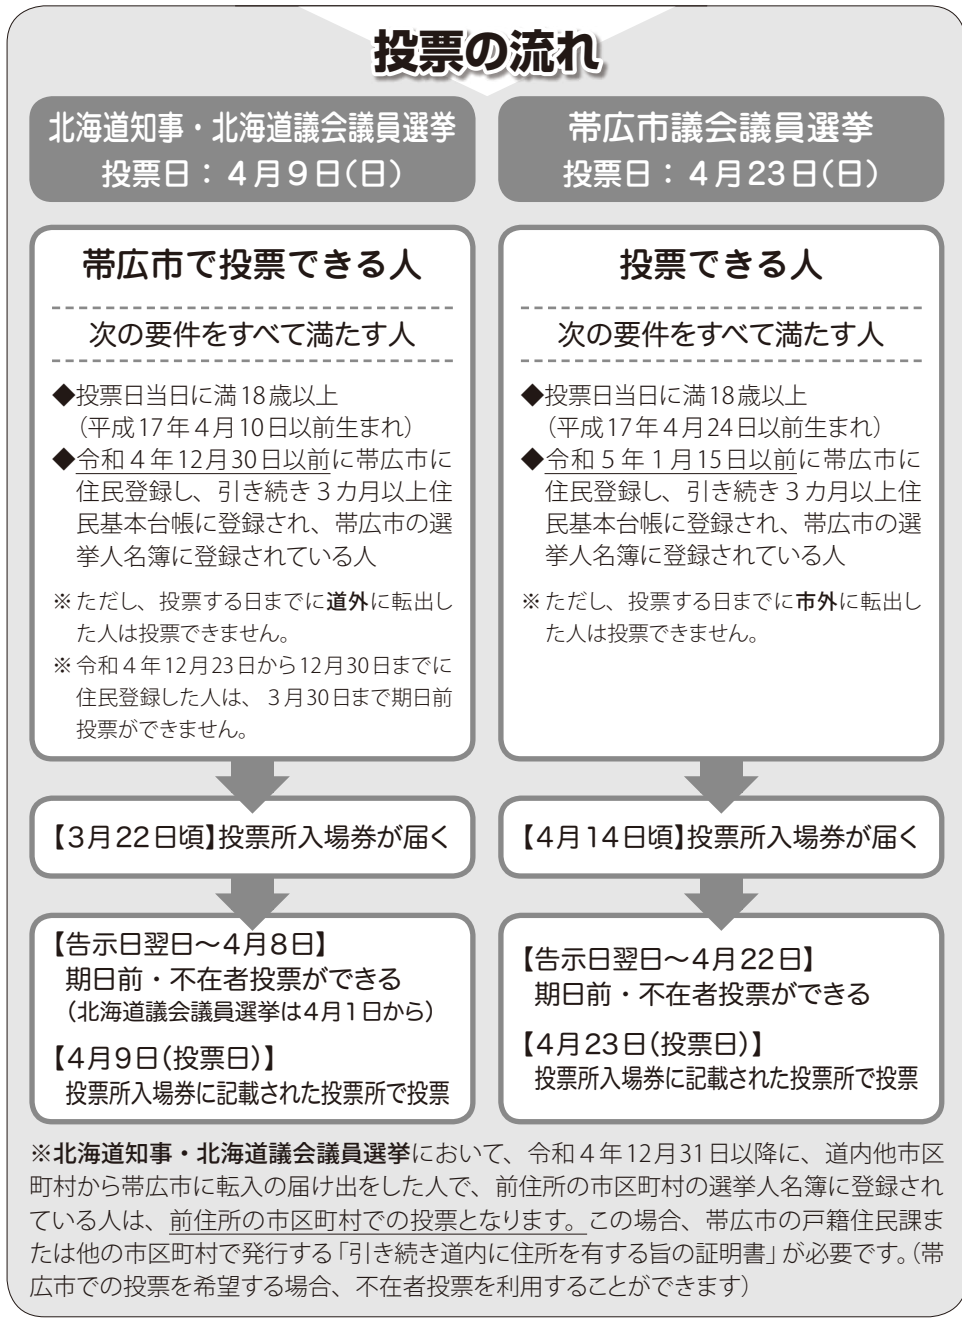 投票の流れ
北海道知事・北海道議会議員選挙
投票日：４月９日(日)
帯広市で投票できる人
次の要件をすべて満たす人
◆投票日当日に満18歳以上
（平成17年４月10日以前生まれ）
◆令和４年12月30日以前に帯広市に
住民登録し、引き続き３カ月以上住
民基本台帳に登録され、帯広市の選
挙人名簿に登録されている人
※ただし、投票する日までに道外に転出し
た人は投票できません。
※令和４年12月23日から12月30日までに
住民登録した人は、３月30日まで期日前
投票ができません。
【3月22日頃】投票所入場券が届く
【告示日翌日～4月8日】
期日前・不在者投票ができる
（北海道議会議員選挙は4月1日から）
【4月9日(投票日)】
投票所入場券に記載された投票所で投票
帯広市議会議員選挙
投票日：４月23日(日)
投票できる人
次の要件をすべて満たす人
◆投票日当日に満18歳以上
（平成17年４月24日以前生まれ）
◆令和５年１月15日以前に帯広市に
住民登録し、引き続き３カ月以上住
民基本台帳に登録され、帯広市の選
挙人名簿に登録されている人
※ただし、投票する日までに市外に転出し
た人は投票できません。
【4月14日頃】投票所入場券が届く
【告示日翌日～4月22日】
期日前・不在者投票ができる
【4月23日(投票日)】
投票所入場券に記載された投票所で投票
※北海道知事・北海道議会議員選挙において、令和４年12月31日以降に、道内他市区
町村から帯広市に転入の届け出をした人で、前住所の市区町村の選挙人名簿に登録され
ている人は、前住所の市区町村での投票となります。この場合、帯広市の戸籍住民課ま
たは他の市区町村で発行する「引き続き道内に住所を有する旨の証明書」が必要です。（帯
広市での投票を希望する場合、不在者投票を利用することができます）